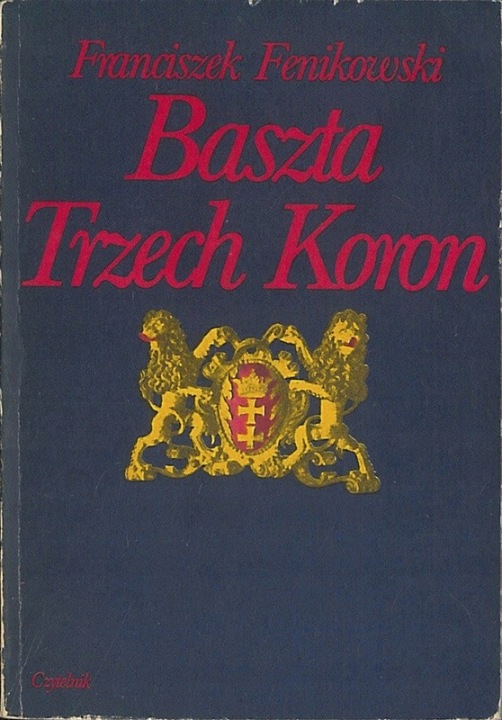 Franciszek Fenikowski
Baszta
Trzech Koron
Czytelnik